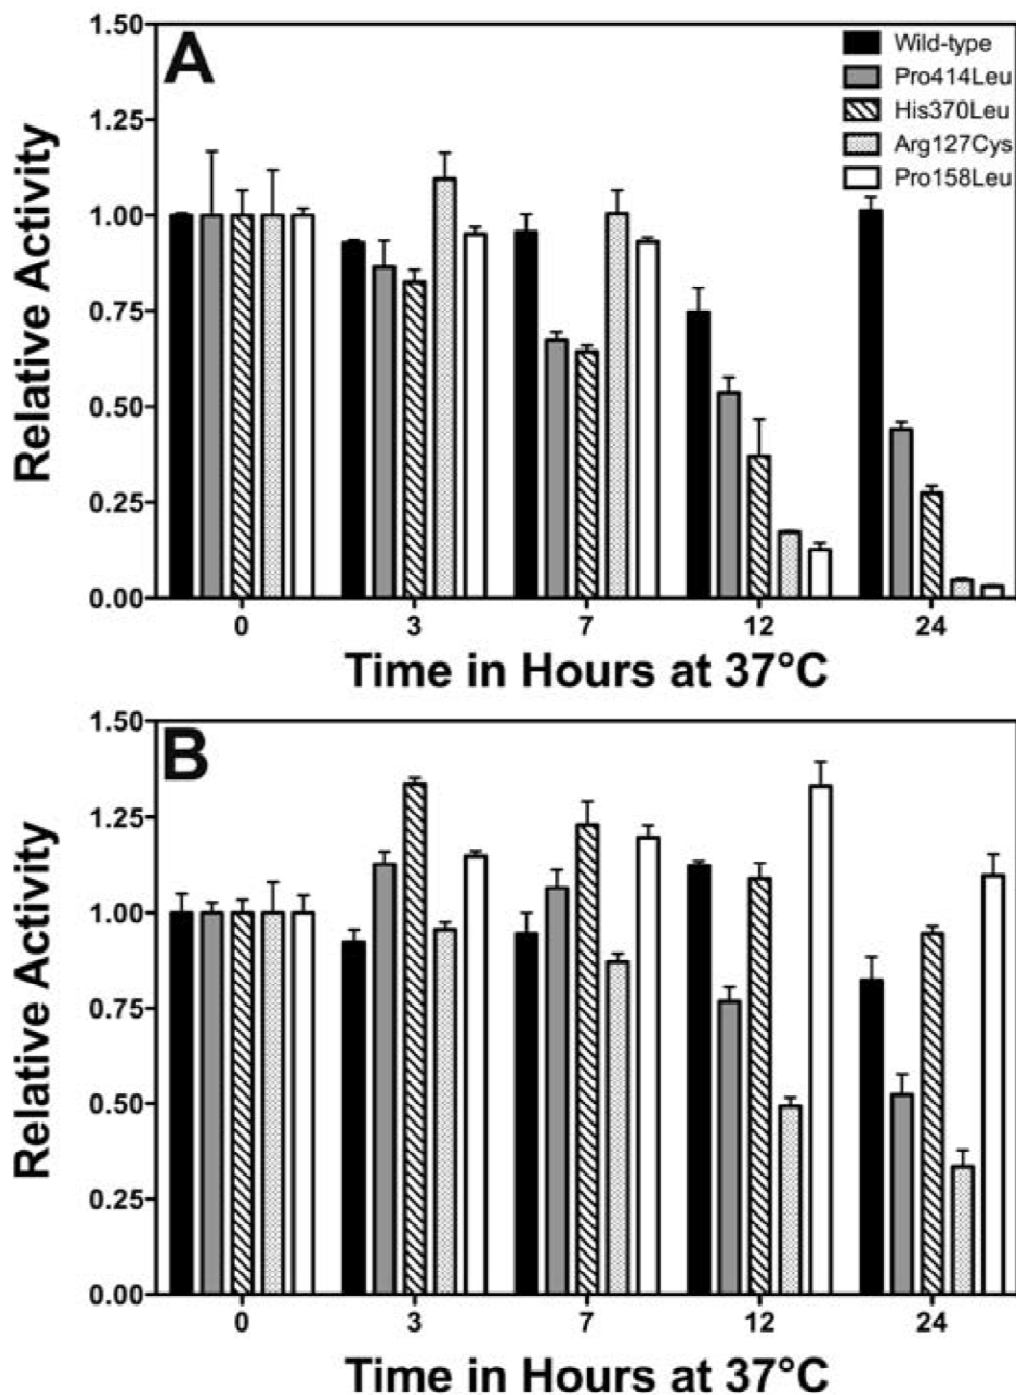 A
Wild-type
Pro414Leu
His370Leu
Arg127Cys
Pro158Leu
1.50
1.25
1.00
0.75
0.50
0.25
0.00
Relative Activity
0 3 7 12 24
Time in Hours at 37°C
B
1.50
1.25
1.00
0.75
0.50
0.25
0.00
Relative Activity
0 3 7 12 24
Time in Hours at 37°C